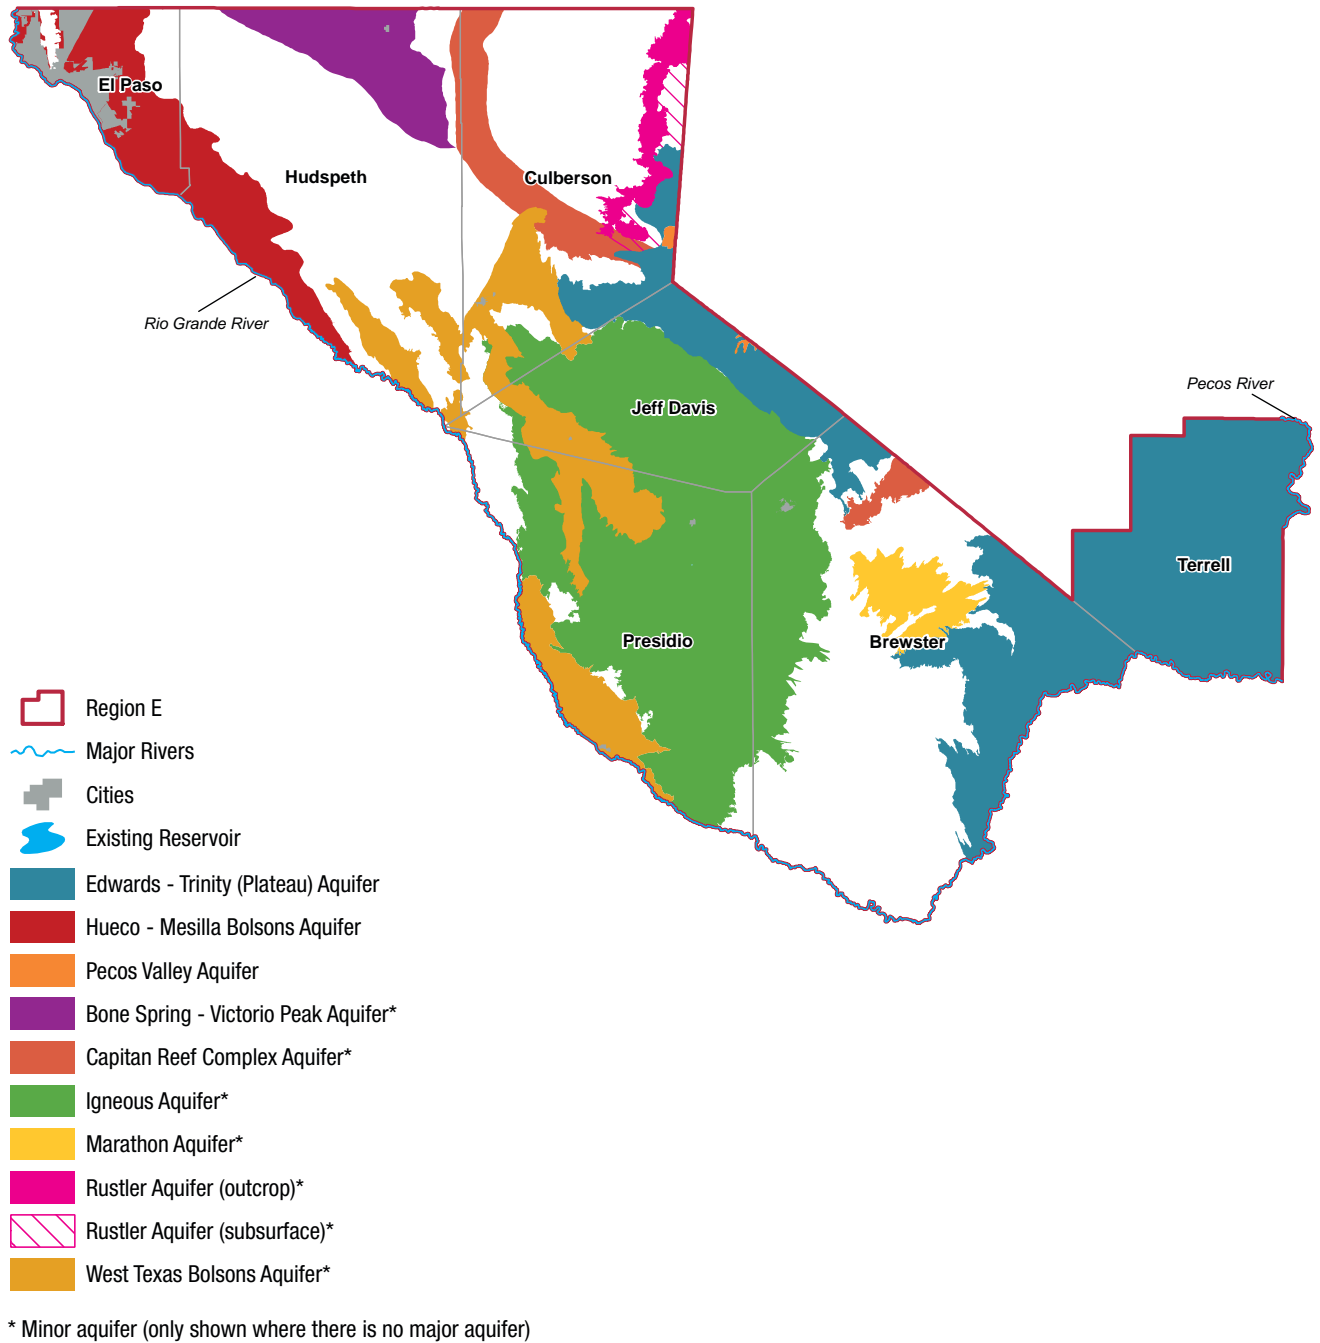 El Paso
Hudspeth
Culberson
Rio Grande River
Jeff Davis
Pecos River
Terrell
Presidio
Brewster
Region E
Major Rivers
Cities
Existing Reservoir
Edwards - Trinity (Plateau) Aquifer
Hueco - Mesilla Bolsons Aquifer
Pecos Valley Aquifer
Bone Spring - Victorio Peak Aquifer*
Capitan Reef Complex Aquifer*
Igneous Aquifer*
Marathon Aquifer*
Rustler Aquifer (outcrop)*
Rustler Aquifer (subsurface)*
West Texas Bolsons Aquifer*
* Minor aquifer (only shown where there is no major aquifer)